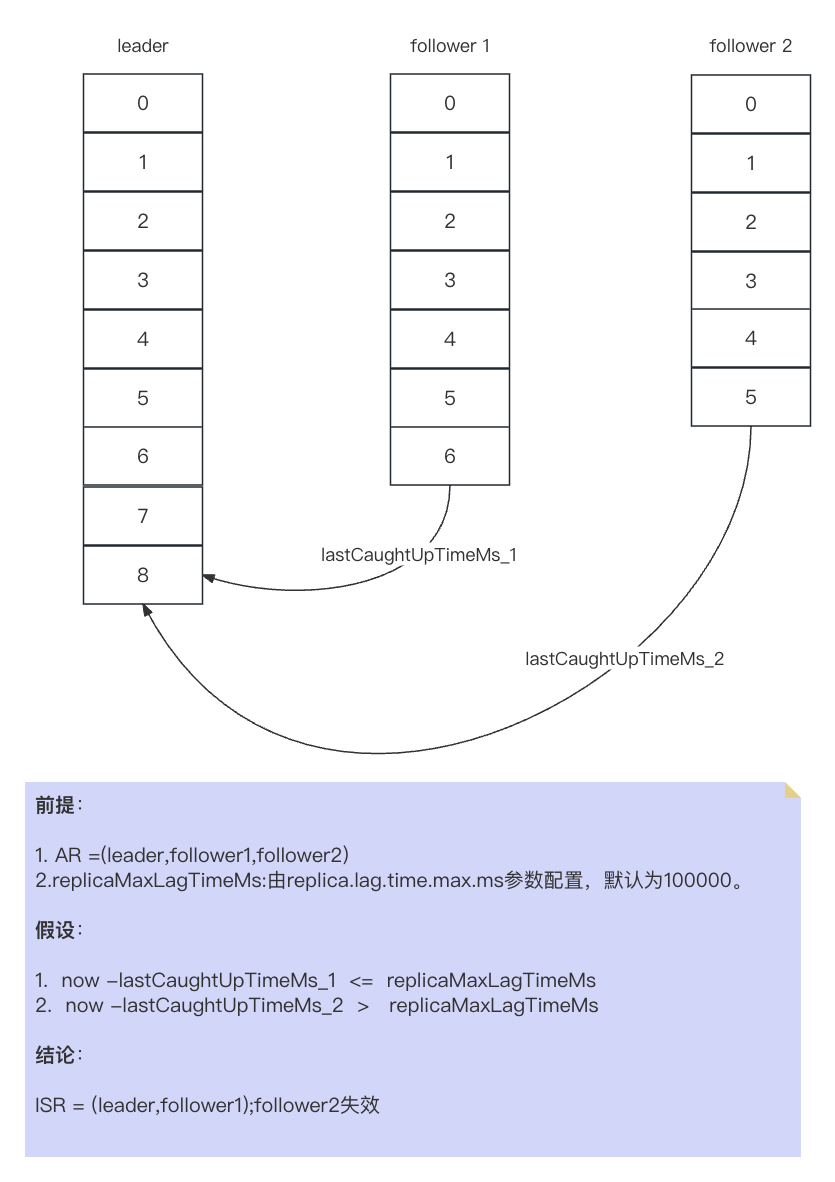 leader
follower 1
follower 2
0
1
2
3
4
5
6
7
8
0
1
2
3
4
5
6
0
1
2
3
4
5
lastCaughtUpTimeMs_1
lastCaughtUpTimeMs_2
前提：
1. AR =(leader,follower1,follower2)
2.replicaMaxLagTimeMs:由replica.lag.time.max.ms参数配置，默认为100000。
假设：
1. now -lastCaughtUpTimeMs_1 <= replicaMaxLagTimeMs
2. now -lastCaughtUpTimeMs_2 > replicaMaxLagTimeMs
结论：
ISR = (leader,follower1);follower2失效